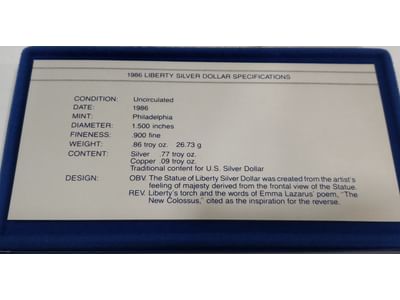 1986 LIBERTY SILVER DOLLAR SPECIFICATIONS
CONDITION: Uncirculated
DATE: 1986
MINT: Philadelphia
DIAMETER: 1.500 inches
FINENESS: .900 fine
WEIGHT: .86 troy oz. 26.73 g
CONTENT: Silver .77 troy oz.
Copper .09 troy oz.
Traditional content for U.S. Silver Dollar
DESIGN: OBV. The Statue of Liberty Silver Dollar was created from the artist's
feeling of majesty derived from the frontal view of the Statue.
REV. Liberty's torch and the words of Emma Lazarus' poem, "The
New Colossus," cited as the inspiration for the reverse.